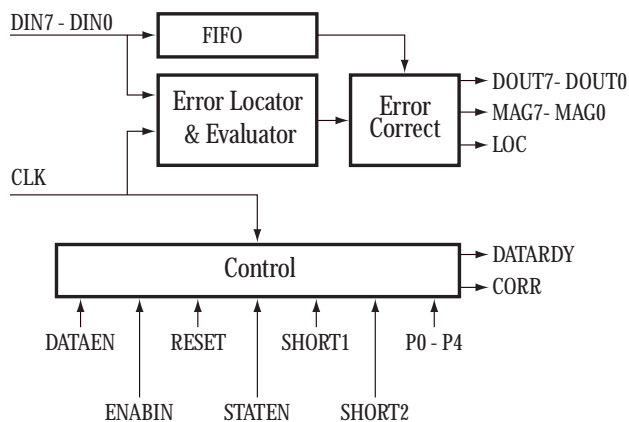 DIN7 - DIN0
FIFO
Error Locator
& Evaluator
Error
Correct
DOUT7- DOUT0
MAG7- MAG0
LOC
CLK
Control
DATARDY
CORR
DATAEN
RESET
SHORT1
P0 - P4
ENABIN
STATEN
SHORT2